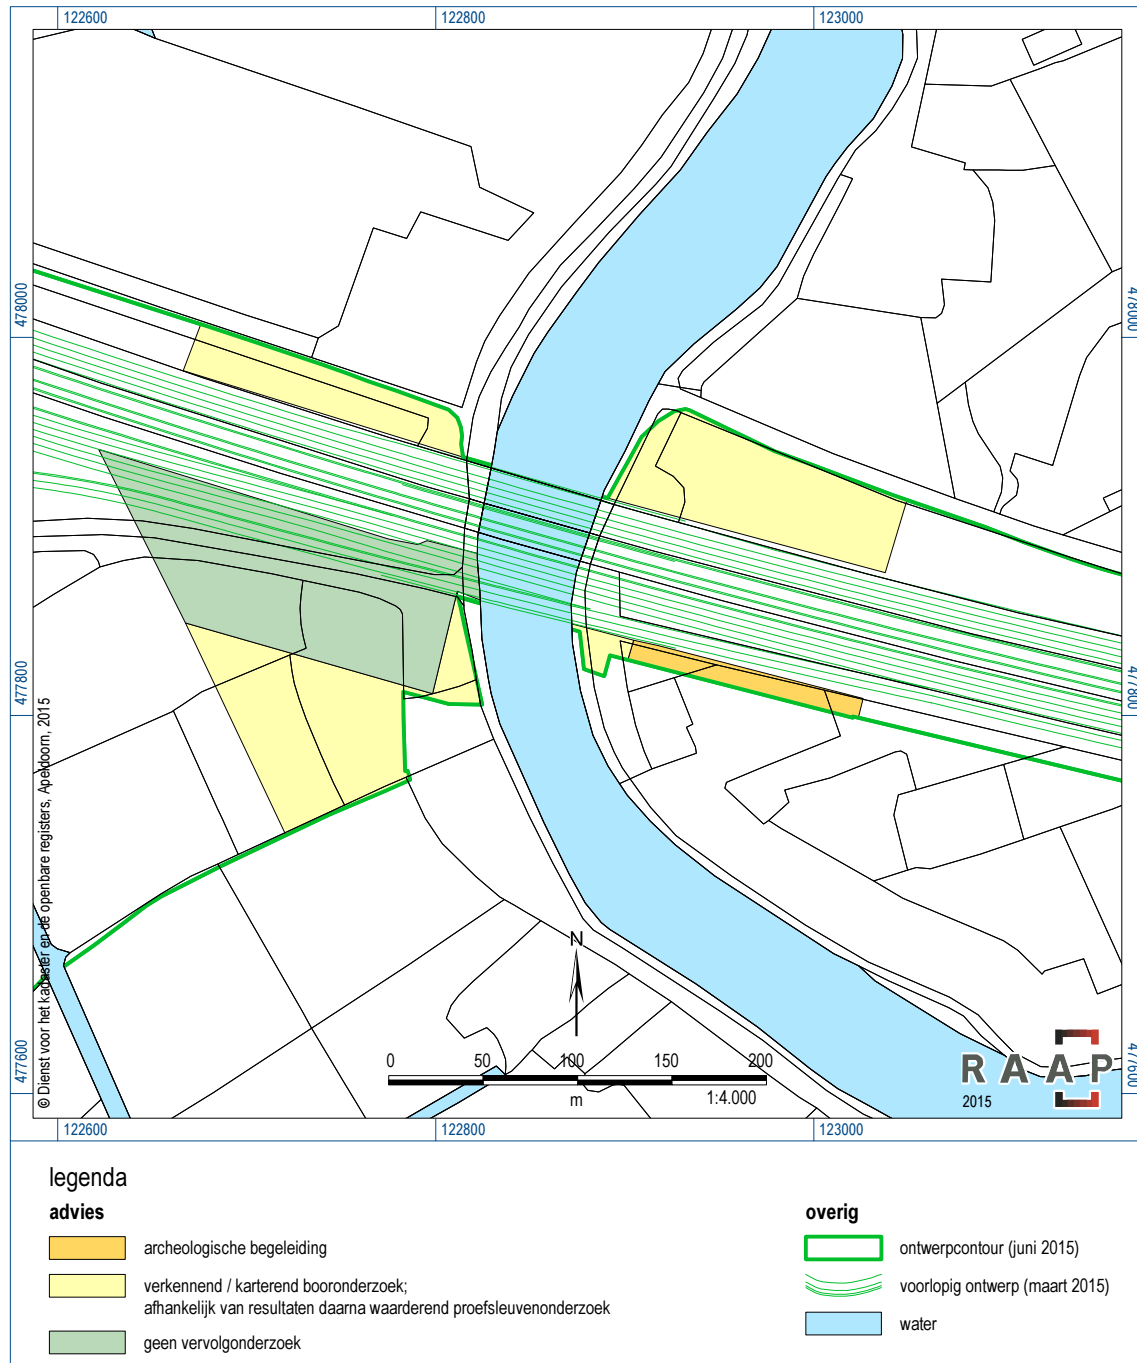 122600
122800
123000
478000
478000
477800
477800
477600
477600
© Dienst voor het kadaster en de openbare registers, Apeldoorn, 2015
N
0 50 100 150 200
m 1:4.000
RAAP
2015
122600
122800
123000
legenda
advies
archeologische begeleiding
verkennend / karterend booronderzoek;
afhankelijk van resultaten daarna waarderend proefsleuvenonderzoek
geen vervolgonderzoek
overig
ontwerpcontour (juni 2015)
voorlopig ontwerp (maart 2015)
water